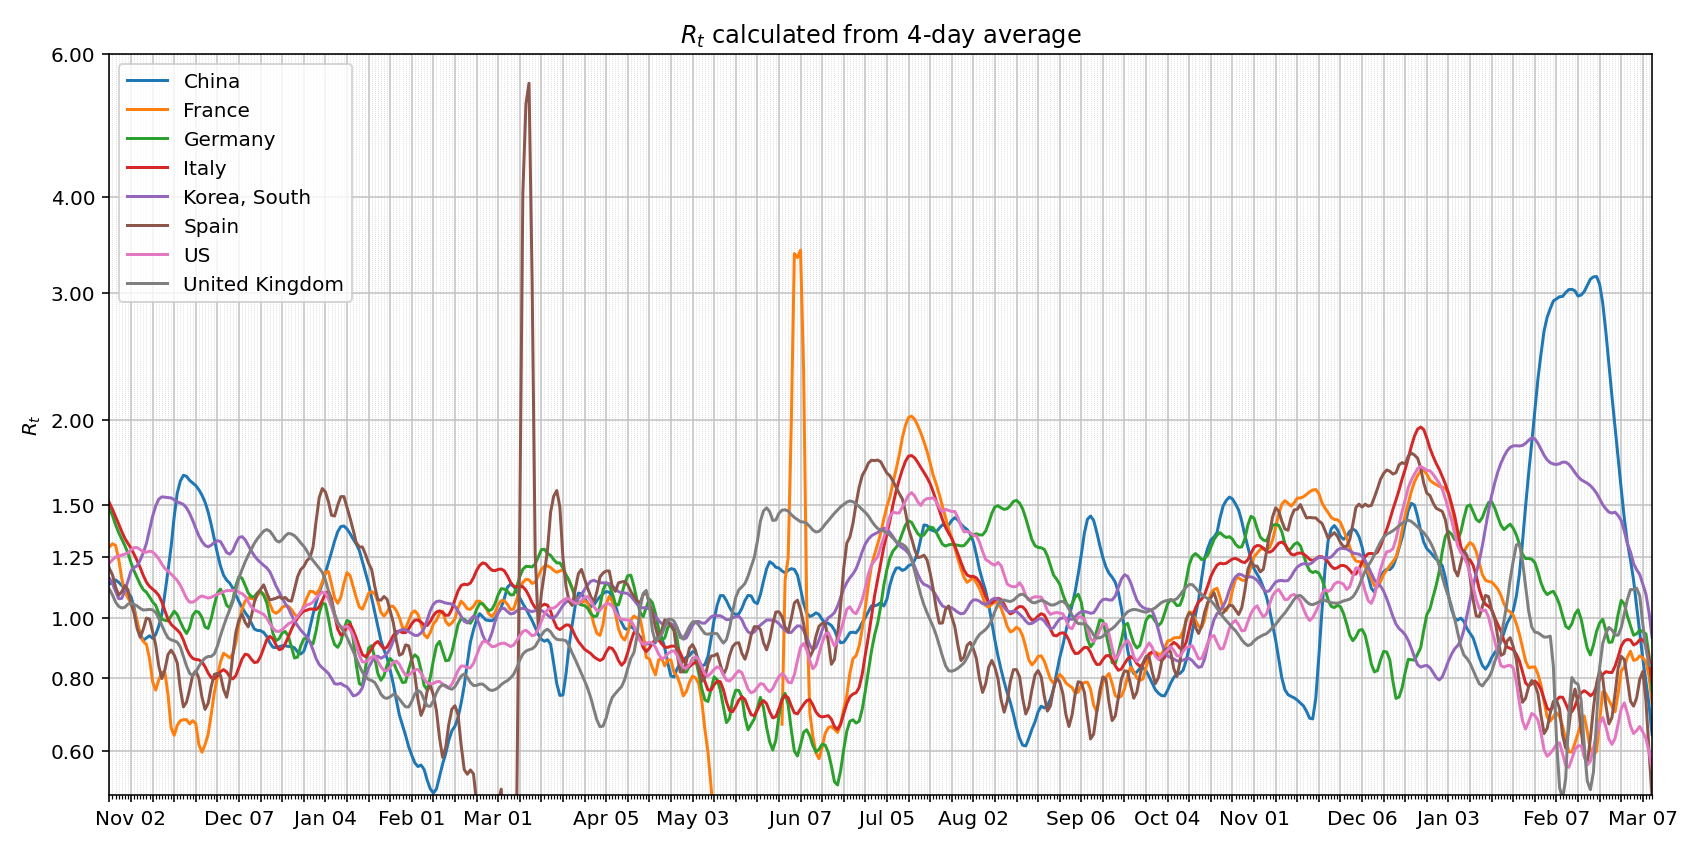 Rt calculated from 4-day average
6.00
4.00
3.00
2.00
1.50
1.25
1.00
0.80
0.60
Rt
China
France
Germany
Italy
Korea, South
Spain
US
United Kingdom
Nov 02 Dec 07 Jan 04 Feb 01 Mar 01 Apr 05 May 03 Jun 07 Jul 05 Aug 02 Sep 06 Oct 04 Nov 01 Dec 06 Jan 03 Feb 07 Mar 07